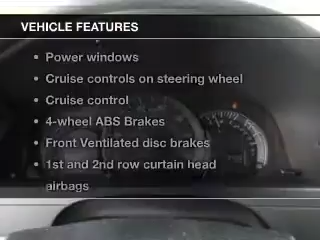 VEHICLE FEATURES
• Power windows
• Cruise controls on steering wheel
• Cruise control
• 4-wheel ABS Brakes
• Front Ventilated disc brakes
• 1st and 2nd row curtain head
airbags